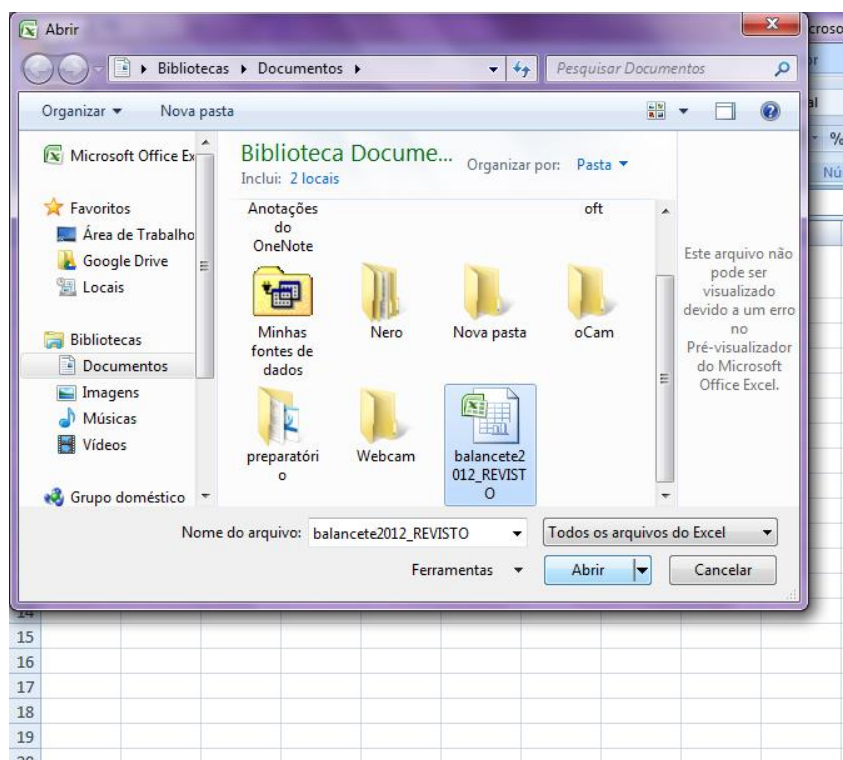 Abrir
Bibliotecas Documentos
Pesquisar Documentos
Organizar
Nova pasta
Microsoft Office Ex
Favoritos
Área de Trabalho
Google Drive
Locais
Bibliotecas
Documentos
Imagens
Músicas
Vídeos
Grupo doméstico
Biblioteca Docume...
Inclui: 2 locais
Organizar por: Pasta
Anotações
do
OneNote
oft
Minhas
fontes de
dados
Nero
Nova pasta
oCam
preparatóri
o
Webcam
balancete2
012_REVIST
O
Este arquivo não
pode ser
visualizado
devido a um erro
no
Pré-visualizador
do Microsoft
Office Excel.
Nome do arquivo: balancete2012_REVISTO
Todos os arquivos do Excel
Ferramentas
Abrir
Cancelar
croso
%
Nú
15
16
17
18
19